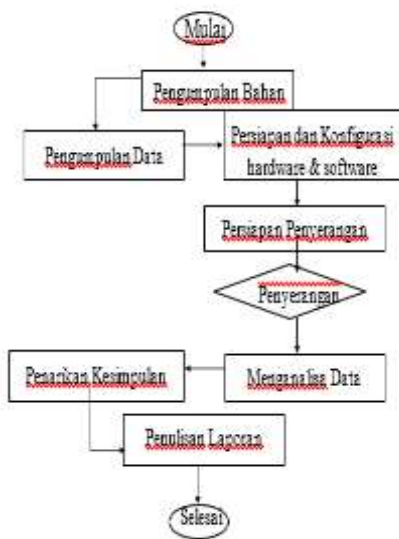 Mulai
Pengumpulan Bahan
Pengumpulan Data
Persiapan dan Konfigurasi
hardware & software
Persiapan Penyerangan
Penyerangan
Menganalisa Data
Penarikan Kesimpulan
Penulisan Laporan
Selesai